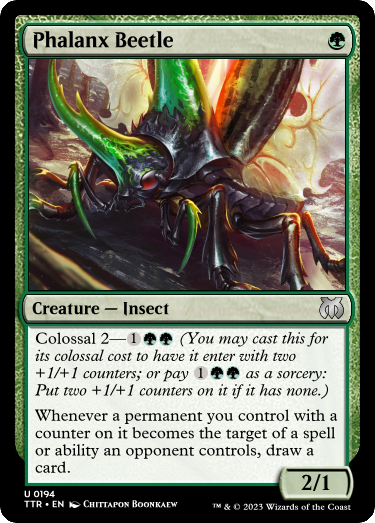 Phalanx Beetle
Creature — Insect
Colossal 2—1GG (You may cast this for
its colossal cost to have it enter with two
+1/+1 counters; or pay 1GG as a sorcery:
Put two +1/+1 counters on it if it has none.)
Whenever a permanent you control with a
counter on it becomes the target of a spell
or ability an opponent controls, draw a
card.
2/1
U 0194
TTR • EN CHITTAPON BOONKAEW
™ & © 2023 Wizards of the Coast